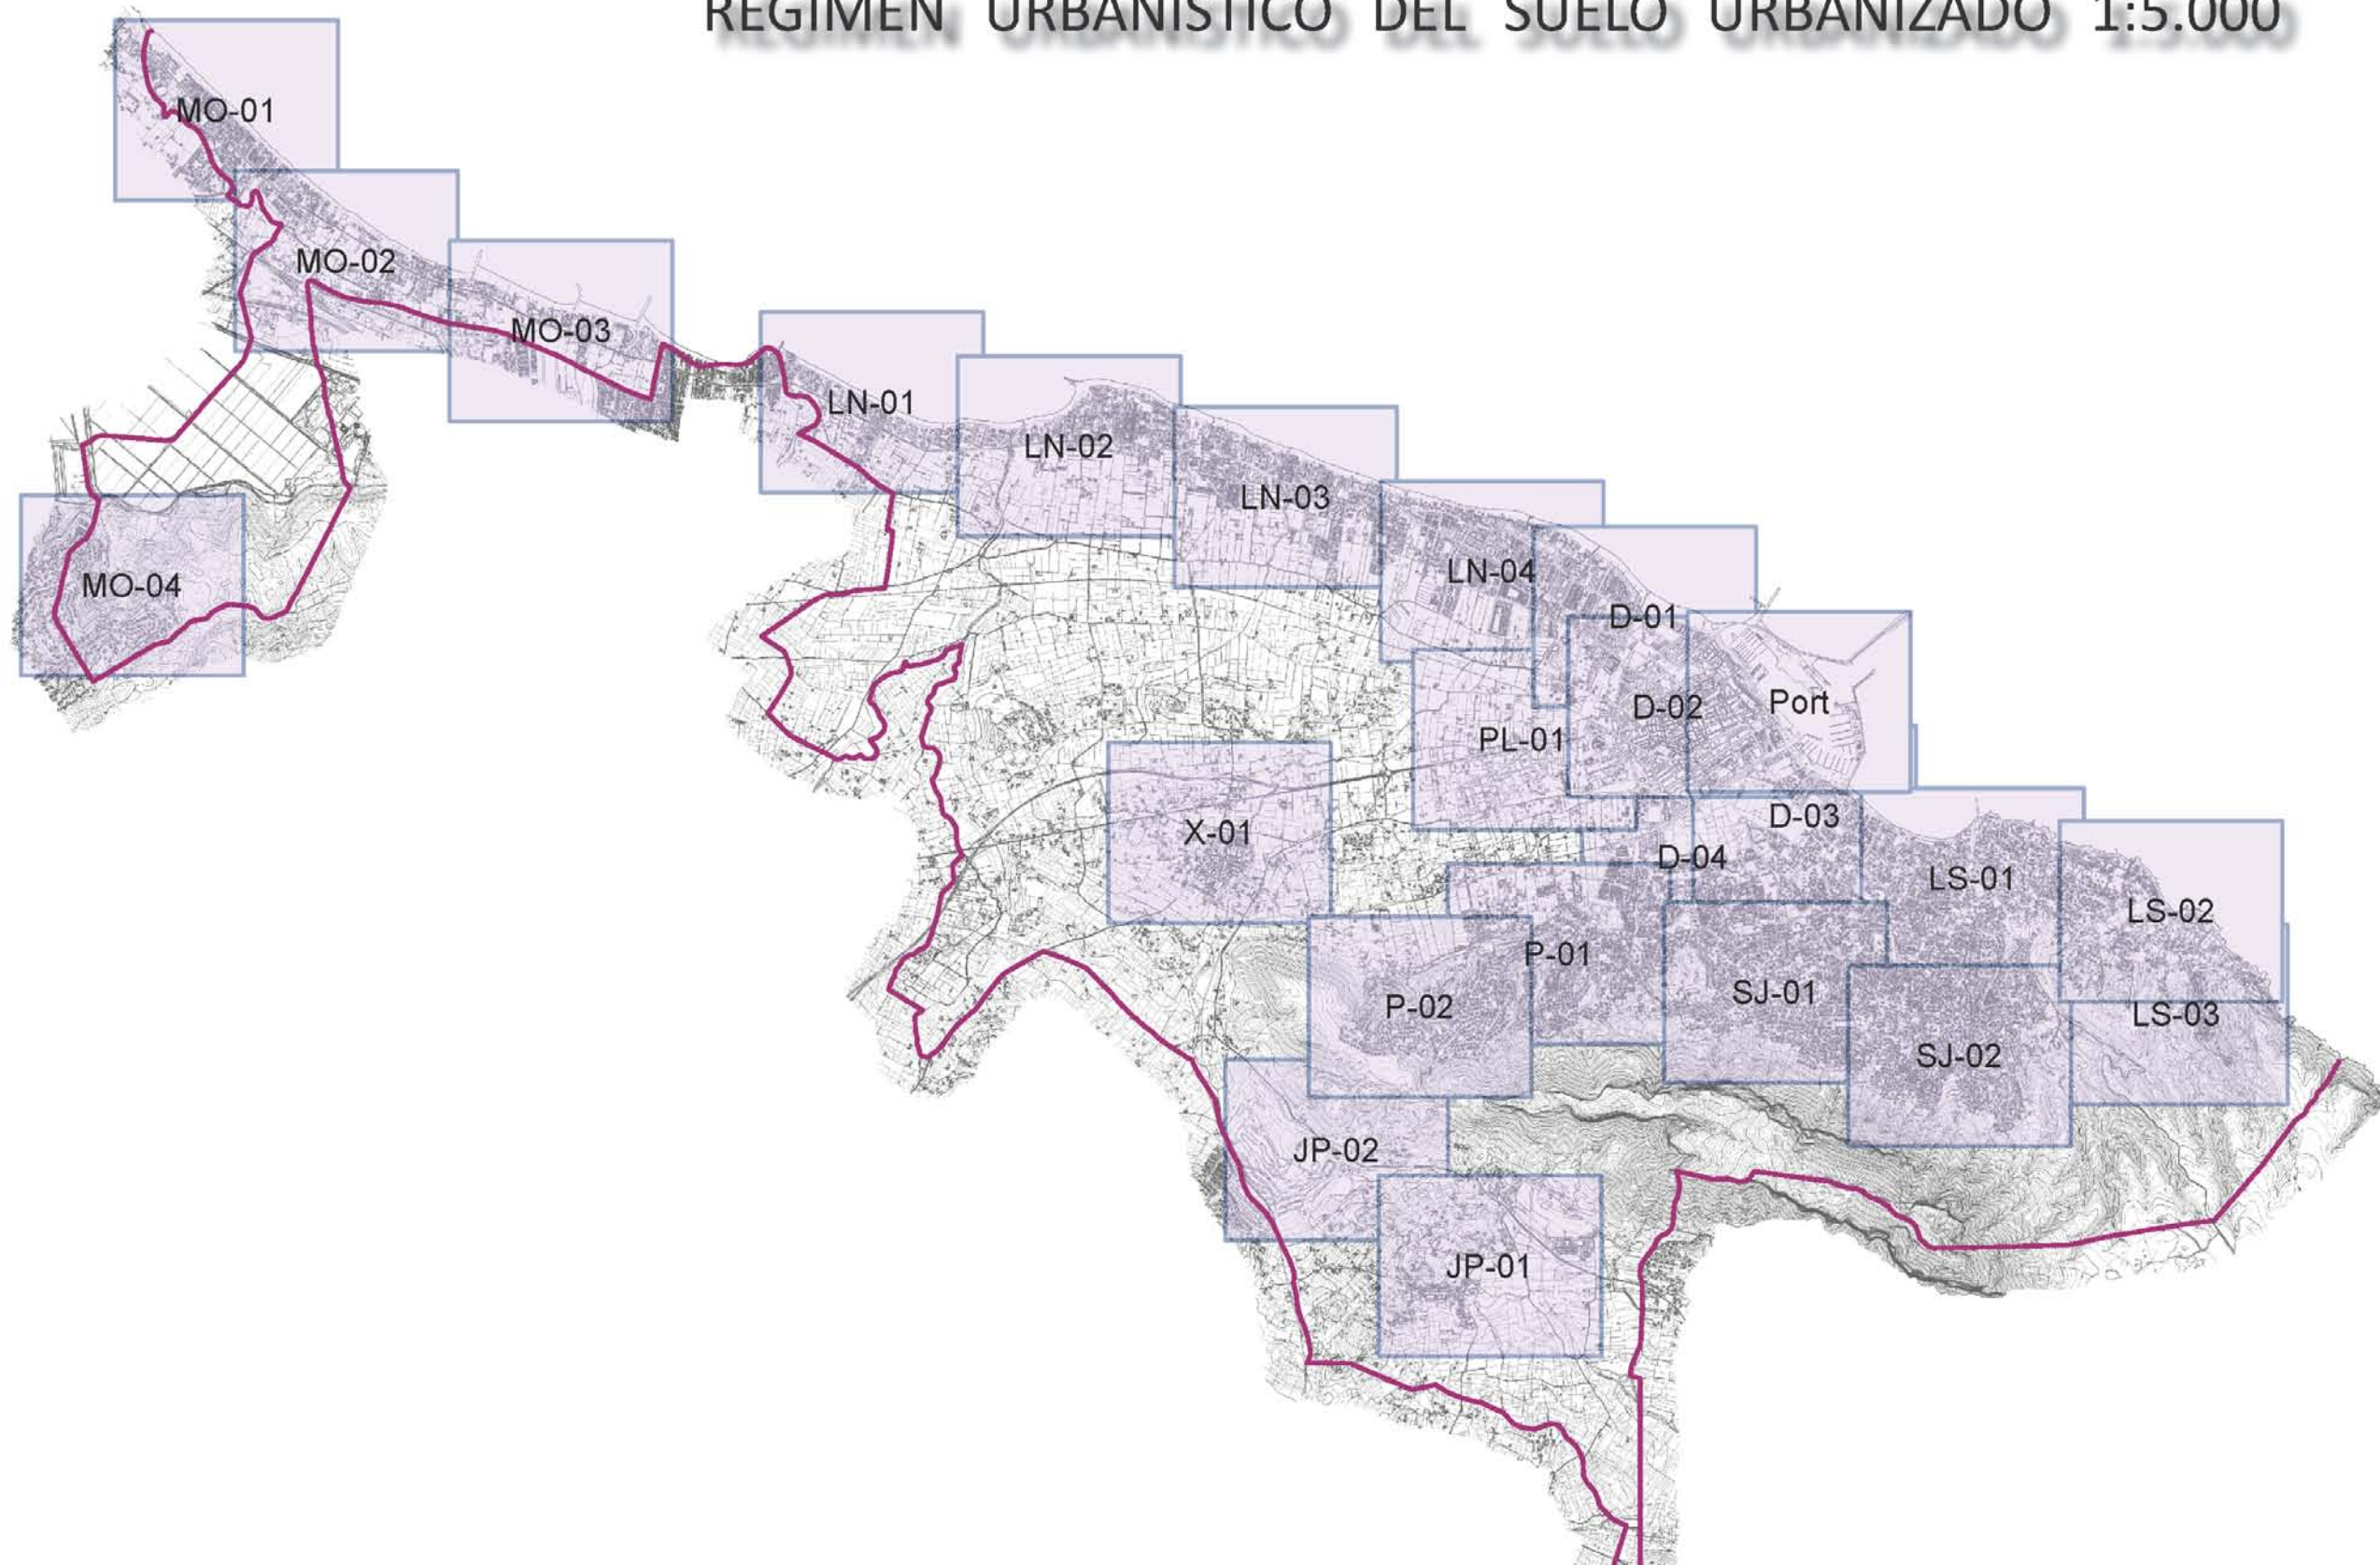 REGIMEN URBANÍSTICO DEL SUELO URBANIZADO 1:5.000
MO-01
MO-02
MO-03
LN-01
LN-02
LN-03
LN-04
MO-04
D-01
D-02
Port
PL-01
X-01
D-03
D-04
LS-01
LS-02
P-01
SJ-01
P-02
LS-03
SJ-02
JP-02
JP-01